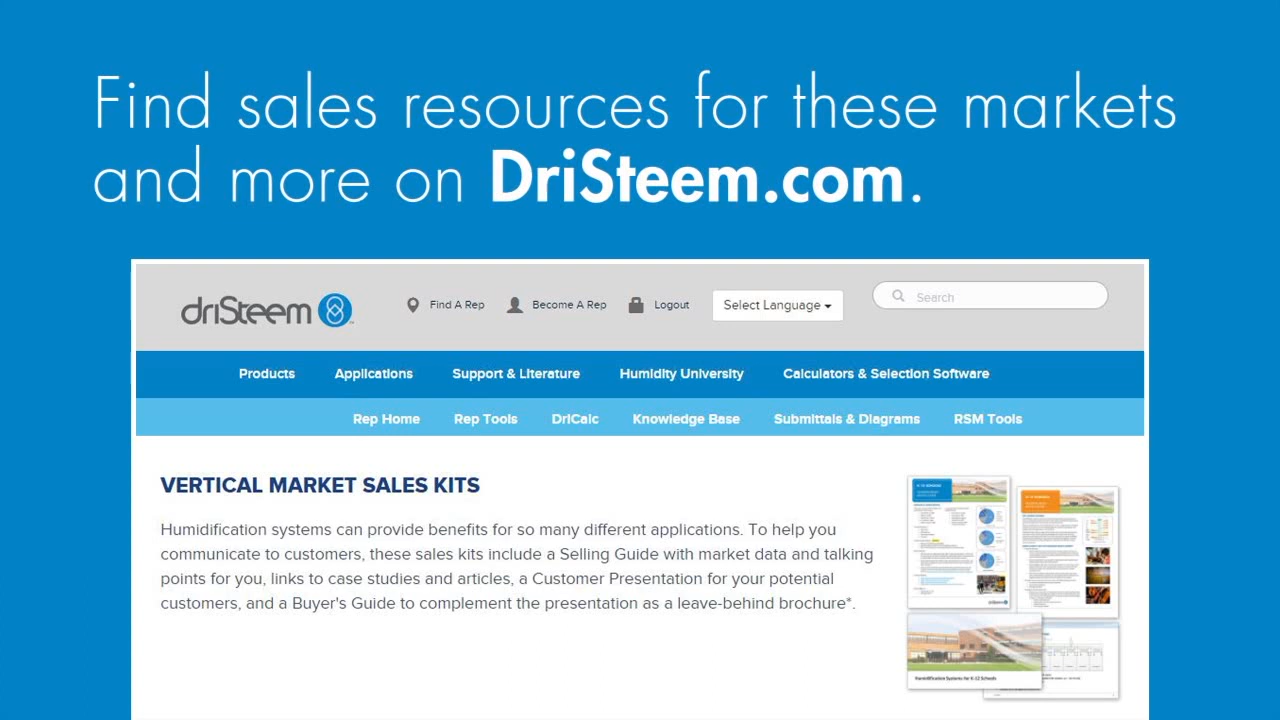 Find sales resources for these markets
and more on DriSteem.com.
driSteem
Find A Rep
Become A Rep
Logout
Select Language
Search
Products
Applications
Support & Literature
Humidity University
Calculators & Selection Software
Rep Home
Rep Tools
DriCalc
Knowledge Base
Submittals & Diagrams
RSM Tools
VERTICAL MARKET SALES KITS
Humidification systems can provide benefits for so many different applications. To help you
communicate to customers, these sales kits include a Selling Guide with market data and talking
points for you, links to case studies and articles, a Customer Presentation for your potential
customers, and a Buyer's Guide to complement the presentation as a leave-behind brochure*.
Humidification Systems for K-12 Schools